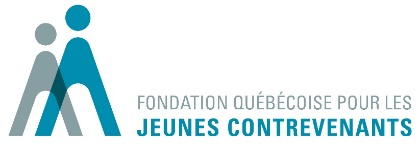 FONDATION QUÉBÉCOISE POUR LES
JEUNES CONTREVENANTS